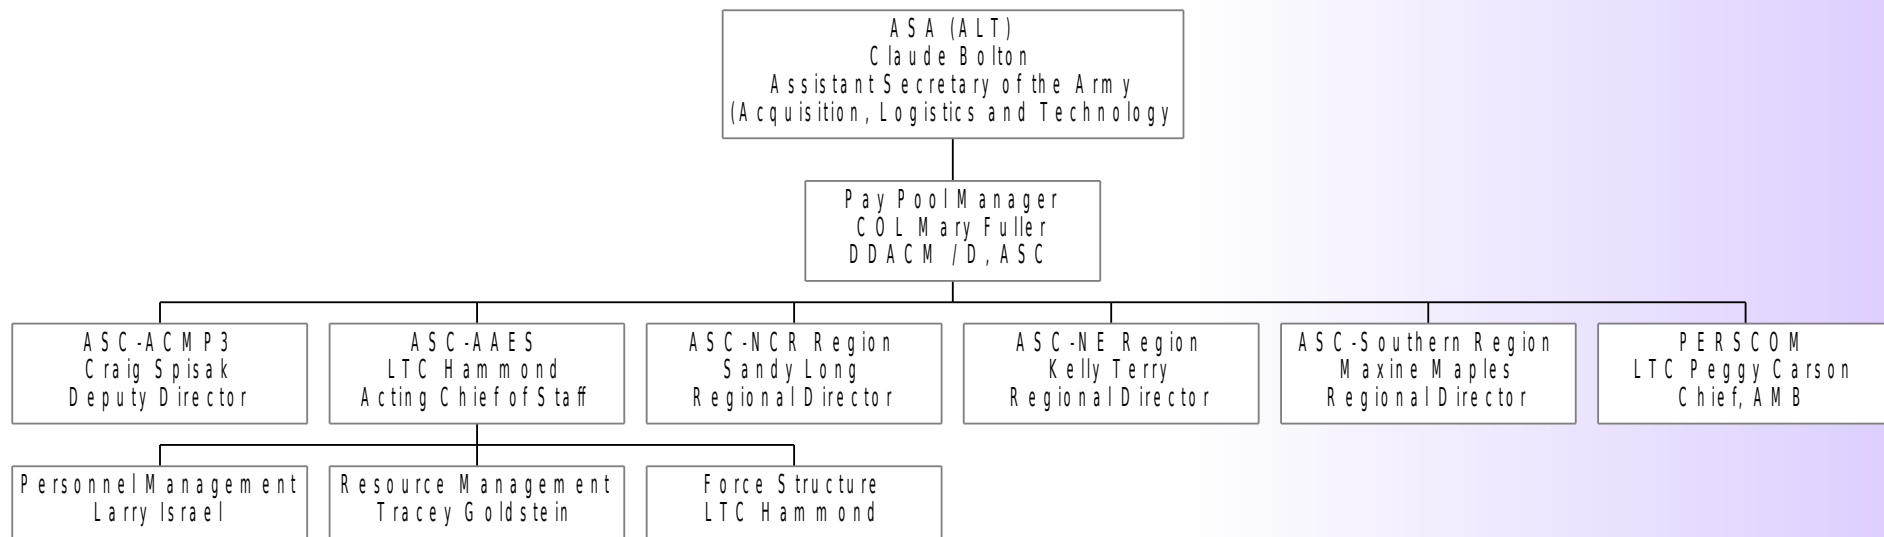 ASA (ALT)
Claude Bolton
Assistant Secretary of the Army
(Acquisition, Logistics and Technology
Pay Pool Manager
COL Mary Fuller
DDACM /D, ASC
ASC-ACMP3
Craig Spisak
Deputy Director
ASC-AAES
LTC Hammond
Acting Chief of Staff
ASC-NCR Region
Sandy Long
Regional Director
ASC-NE Region
Kelly Terry
Regional Director
ASC-Southern Region
Maxine Maples
Regional Director
PERSCOM
LTC Peggy Carson
Chief, AMB
Personnel Management
Larry Israel
Resource Management
Tracey Goldstein
Force Structure
LTC Hammond